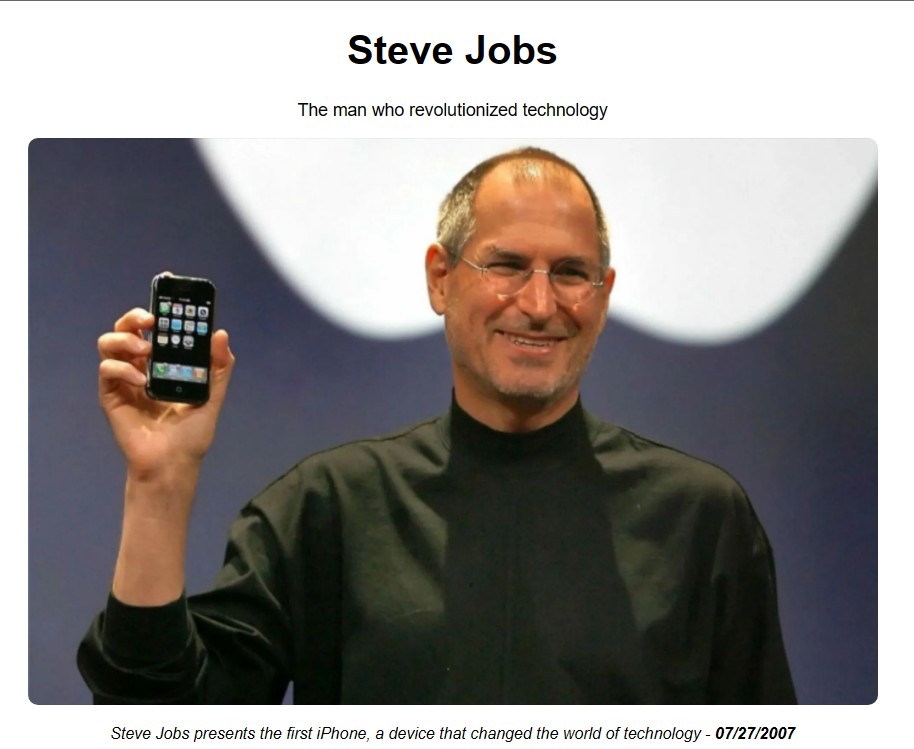 Steve Jobs
The man who revolutionized technology
Steve Jobs presents the first iPhone, a device that changed the world of technology - 07/27/2007